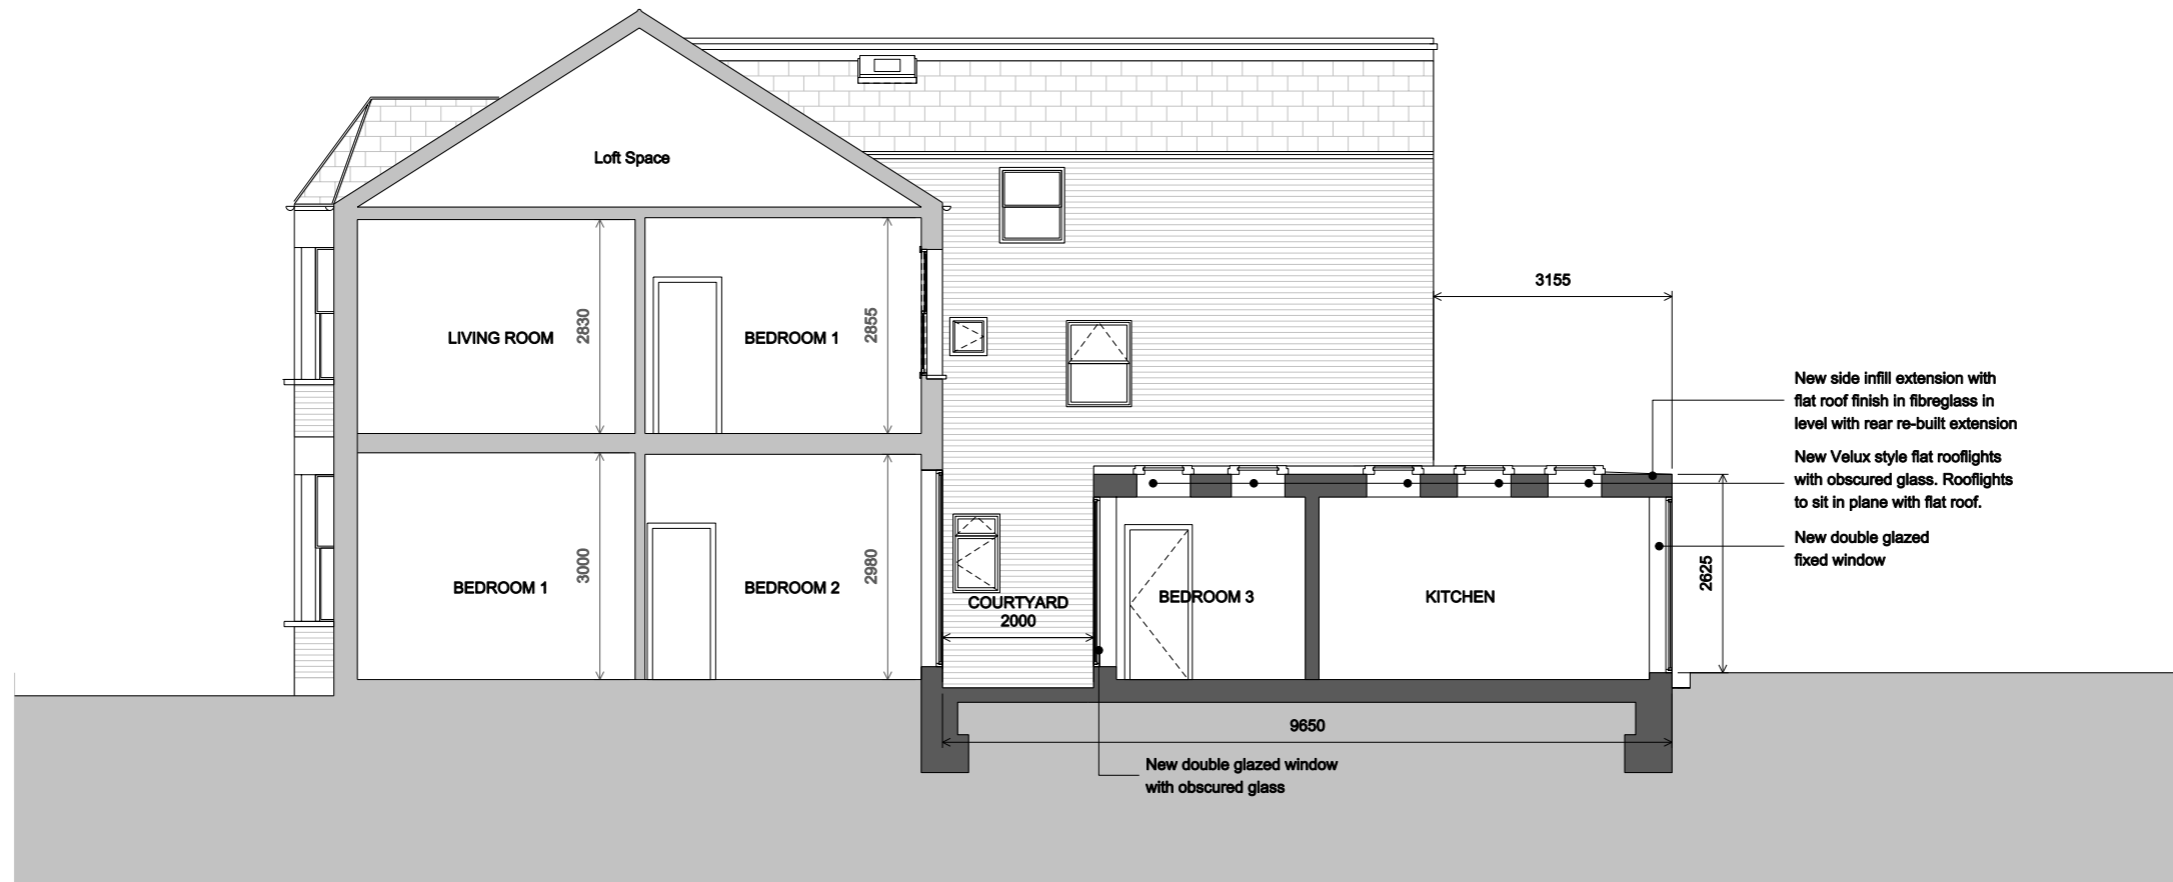 Loft Space
3155
LIVING ROOM
2830
BEDROOM 1
2855
New side infill extension with
flat roof finish in fibreglass in
level with rear re-built extension
New Velux style flat rooflights
with obscured glass. Rooflights
to sit in plane with flat roof.
New double glazed
fixed window
BEDROOM 1
3000
BEDROOM 2
2980
COURTYARD
2000
BEDROOM 3
KITCHEN
2625
9650
New double glazed window
with obscured glass